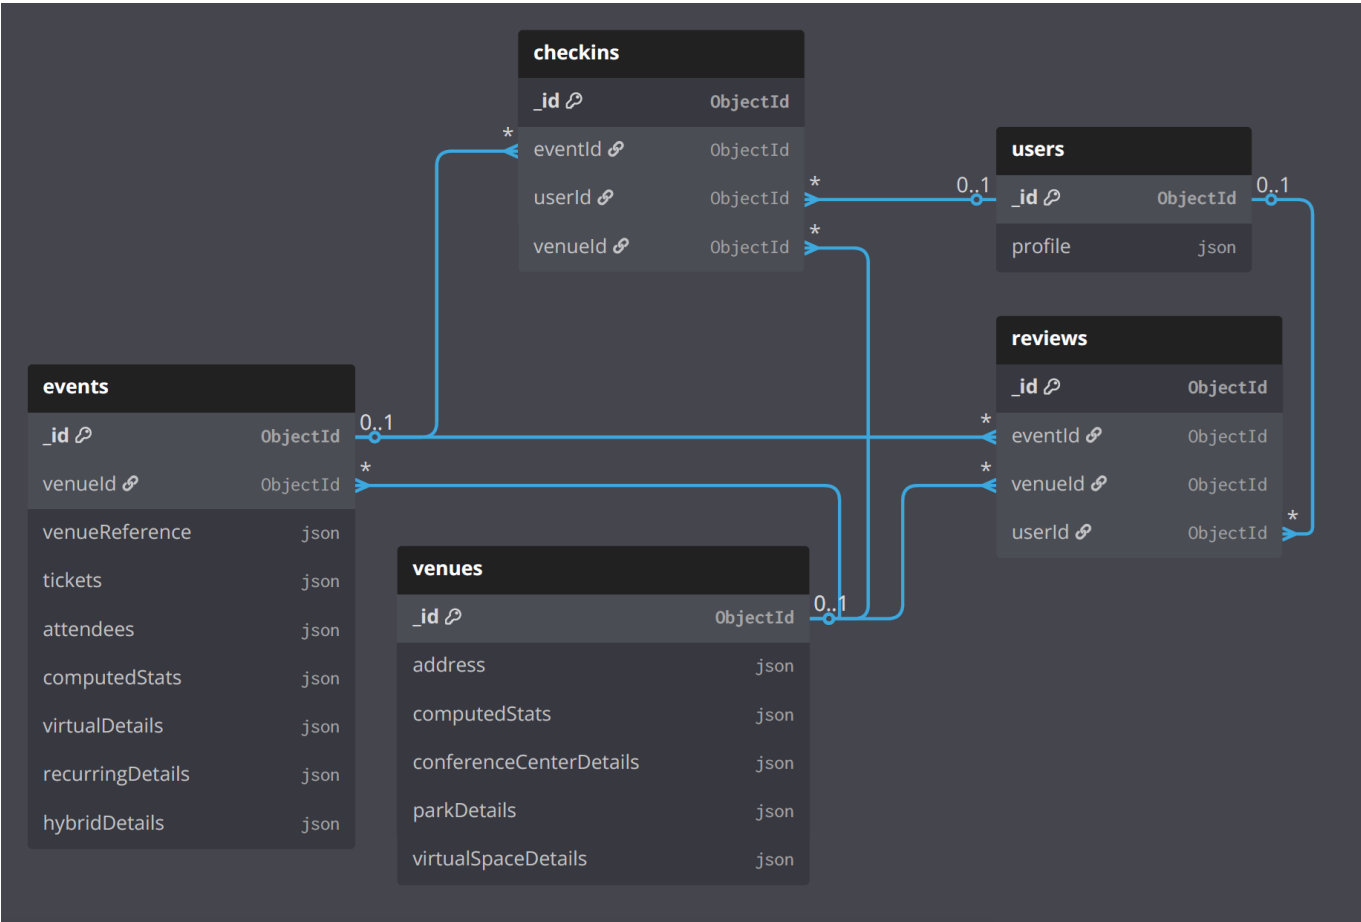 checkins
_id ObjectId
* eventId ObjectId
userId ObjectId *
venueId ObjectId *
users
0..1 _id ObjectId 0..1
profile json
reviews
_id ObjectId
* eventId ObjectId
* venueId ObjectId
userId ObjectId *
events
_id ObjectId 0..1
venueId ObjectId *
venueReference json
tickets json
attendees json
computedStats json
virtualDetails json
recurringDetails json
hybridDetails json
venues
_id ObjectId 0..1
address json
computedStats json
conferenceCenterDetails json
parkDetails json
virtualSpaceDetails json